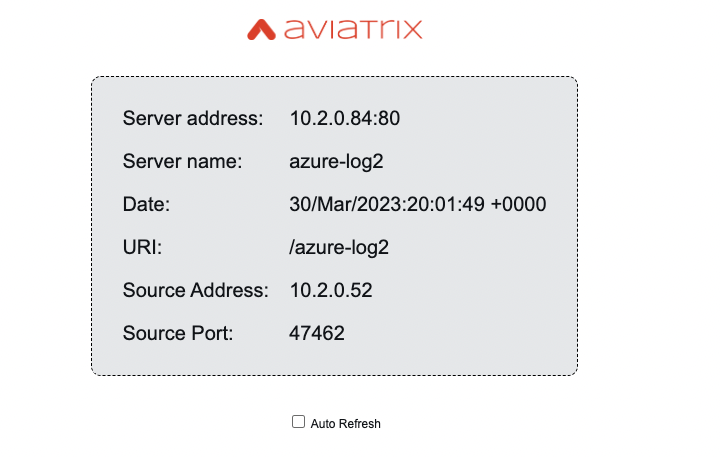 aviatrix
Server address: 10.2.0.84:80
Server name: azure-log2
Date: 30/Mar/2023:20:01:49 +0000
URI: /azure-log2
Source Address: 10.2.0.52
Source Port: 47462
Auto Refresh